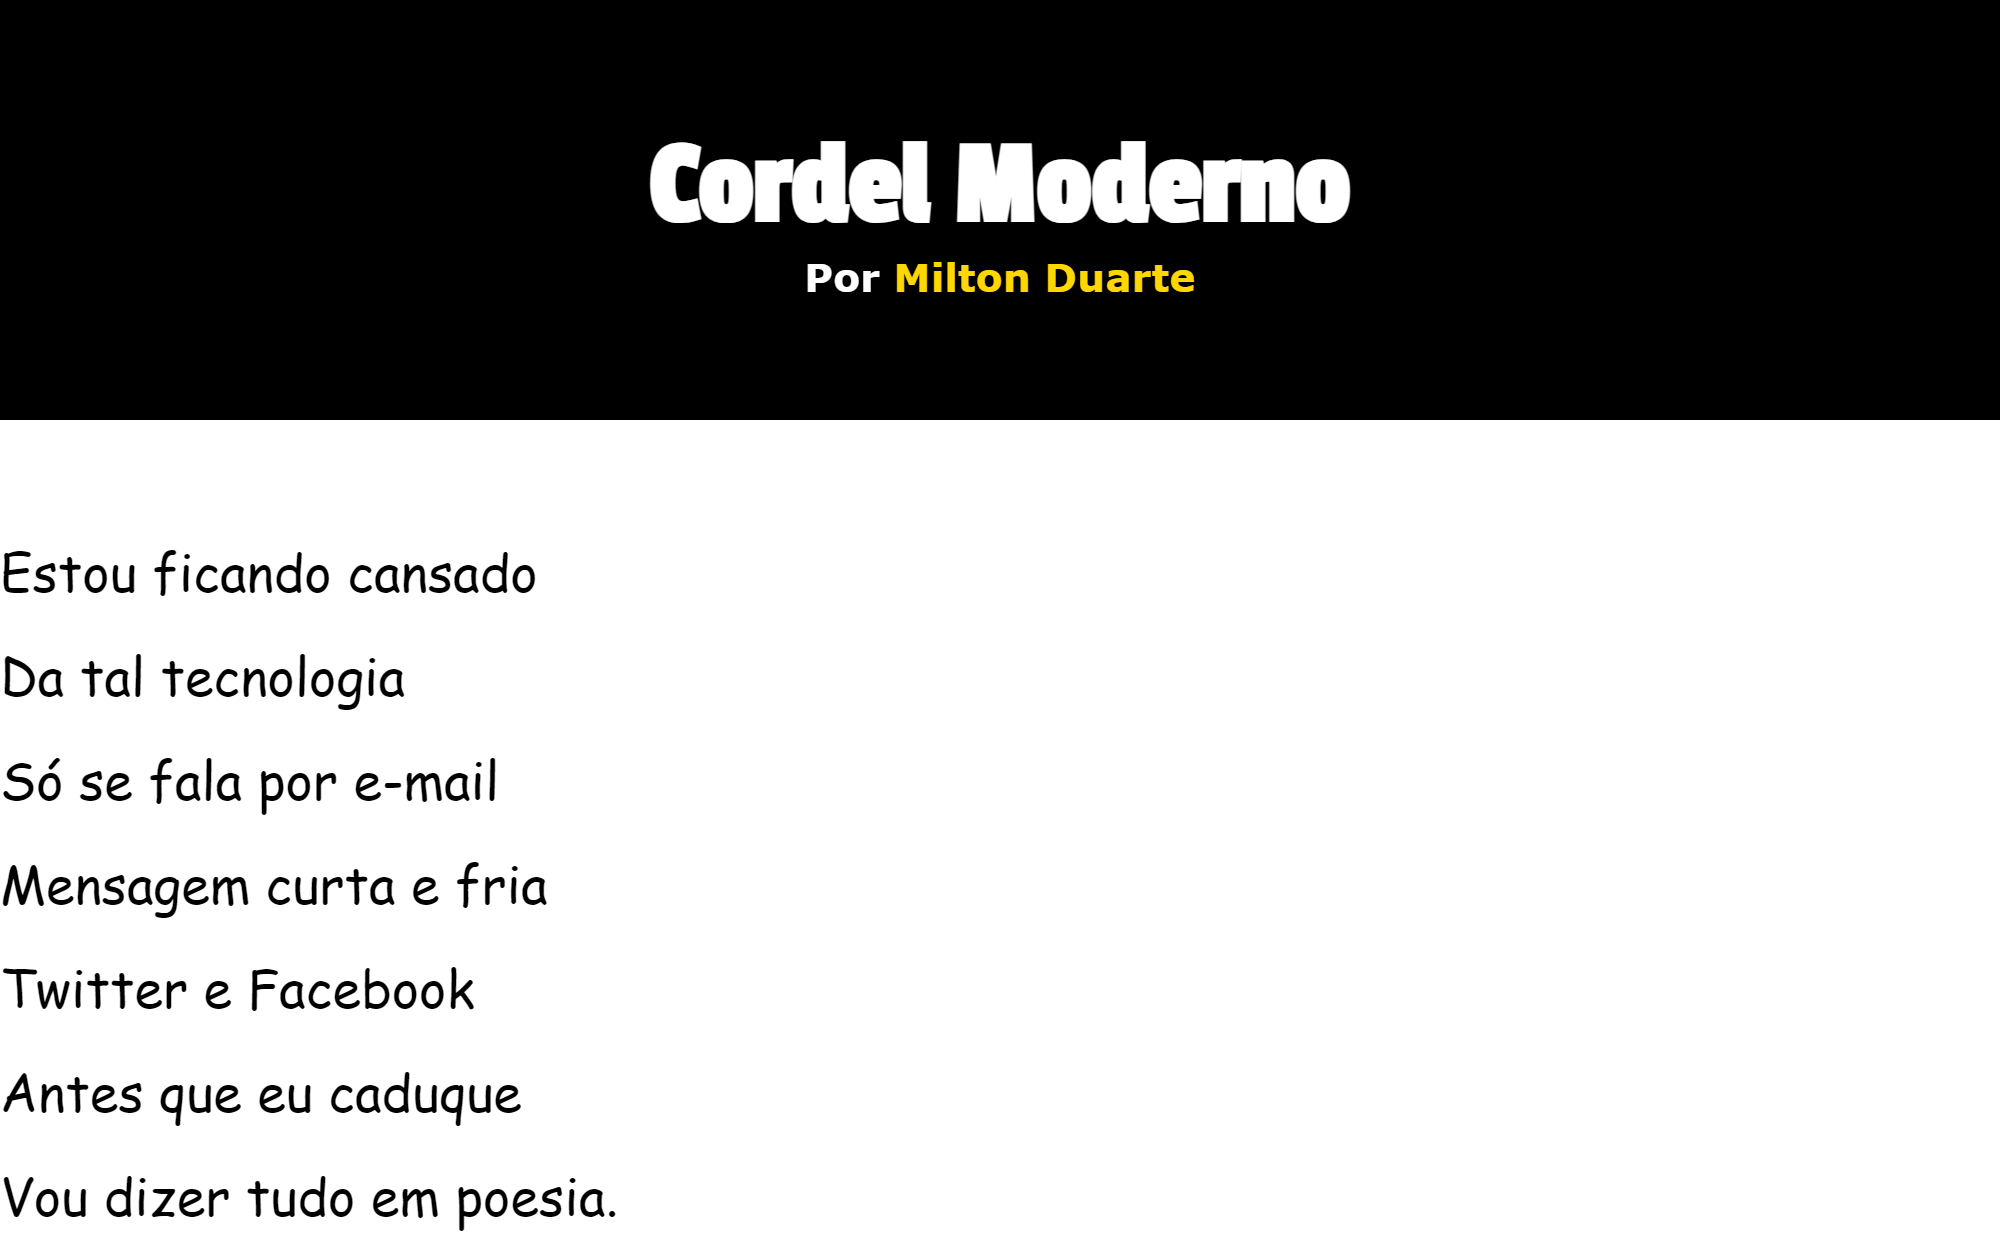 Cordel Moderno
Por Milton Duarte
Estou ficando cansado
Da tal tecnologia
Só se fala por e-mail
Mensagem curta e fria
Twitter e Facebook
Antes que eu caduque
Vou dizer tudo em poesia.